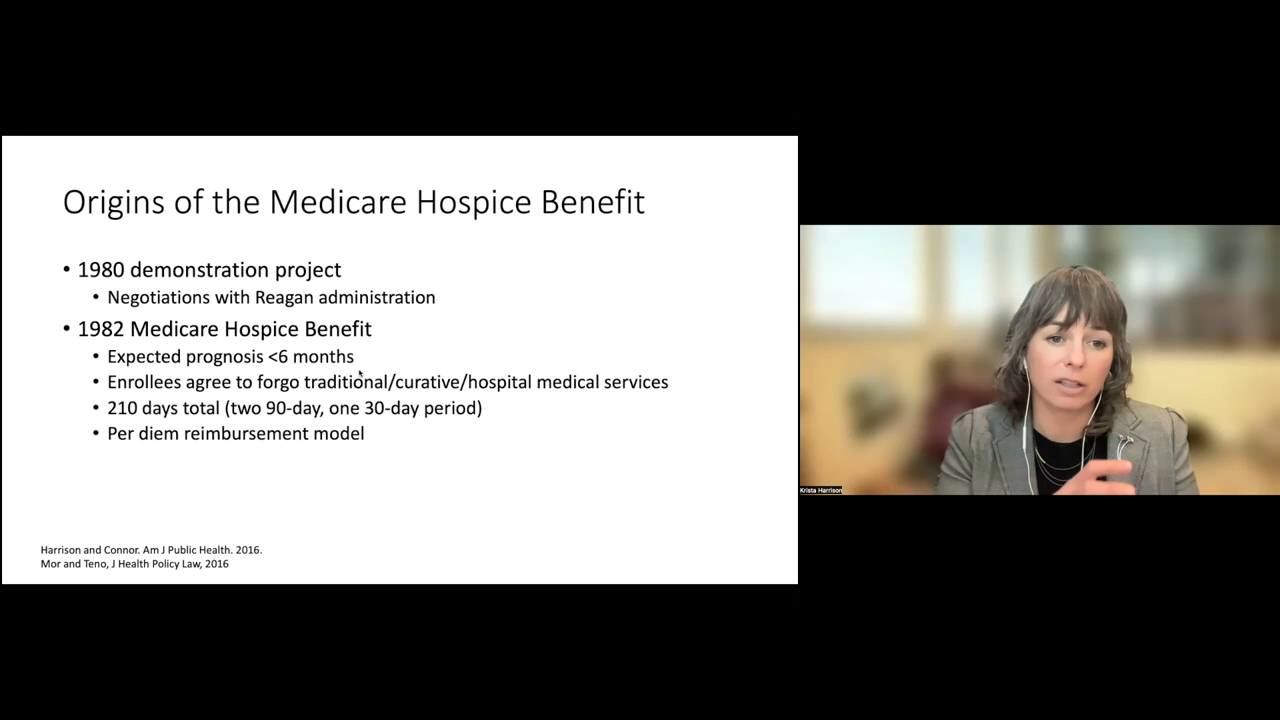 Origins of the Medicare Hospice Benefit
• 1980 demonstration project
• Negotiations with Reagan administration
• 1982 Medicare Hospice Benefit
• Expected prognosis <6 months
• Enrollees agree to forgo traditional/curative/hospital medical services
• 210 days total (two 90-day, one 30-day period)
• Per diem reimbursement model
Harrison and Connor. Am J Public Health. 2016.
Mor and Teno, J Health Policy Law, 2016
Krista Harrison